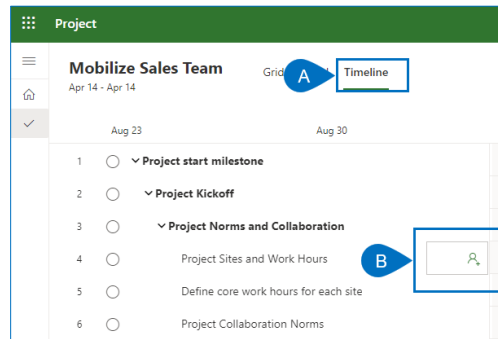 Project
Mobilize Sales Team
Grid
A
Timeline
Apr 14 - Apr 14
Aug 23
Aug 30
1 Project start milestone
2 Project Kickoff
3 Project Norms and Collaboration
4 Project Sites and Work Hours
B
5 Define core work hours for each site
6 Project Collaboration Norms